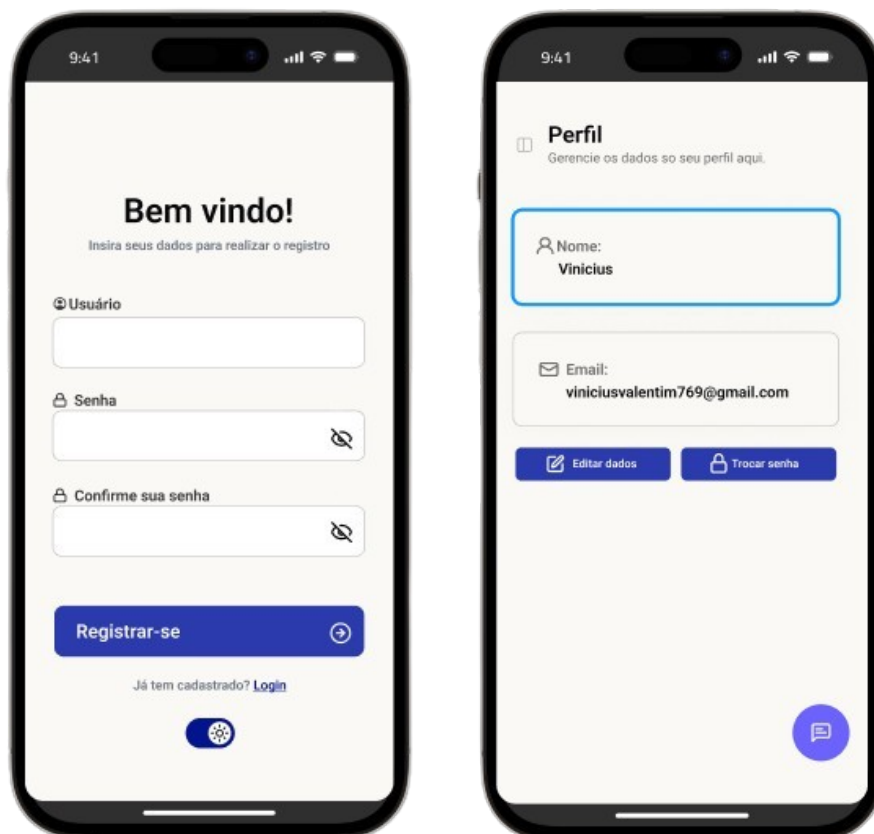 9:41
Bem vindo!
Insira seus dados para realizar o registro
Usuário
Senha
Confirme sua senha
Registrar-se
Já tem cadastrado? Login
9:41
Perfil
Gerencie os dados so seu perfil aqui.
Nome:
Vinicius
Email:
viniciusvalentim769@gmail.com
Editar dados
Trocar senha